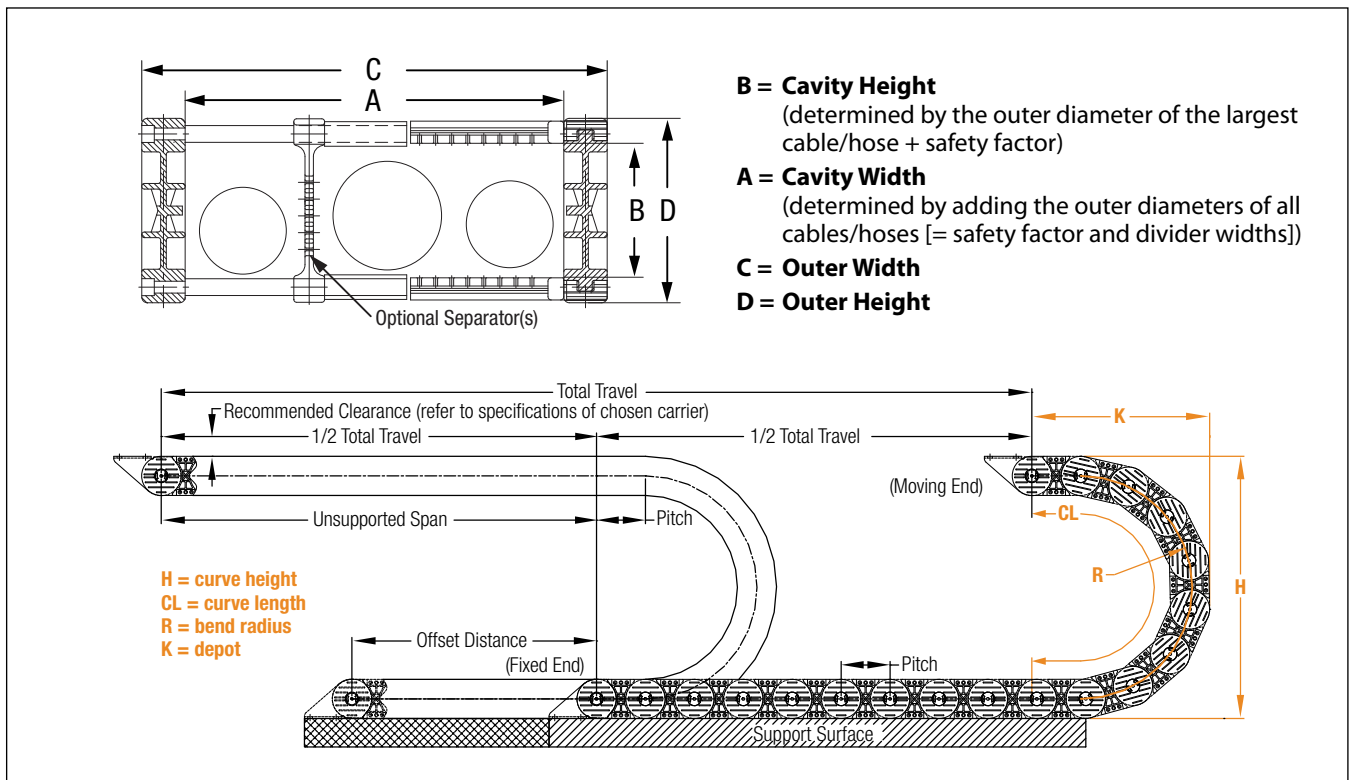 C
A
B
D
Optional Separator(s)
B = Cavity Height
(determined by the outer diameter of the largest
cable/hose + safety factor)
A = Cavity Width
(determined by adding the outer diameters of all
cables/hoses [= safety factor and divider widths])
C = Outer Width
D = Outer Height
Total Travel
Recommended Clearance (refer to specifications of chosen carrier)
K
1/2 Total Travel
1/2 Total Travel
(Moving End)
Unsupported Span
Pitch
CL
R
H
H = curve height
CL = curve length
R = bend radius
K = depot
Offset Distance
(Fixed End)
Pitch
Support Surface